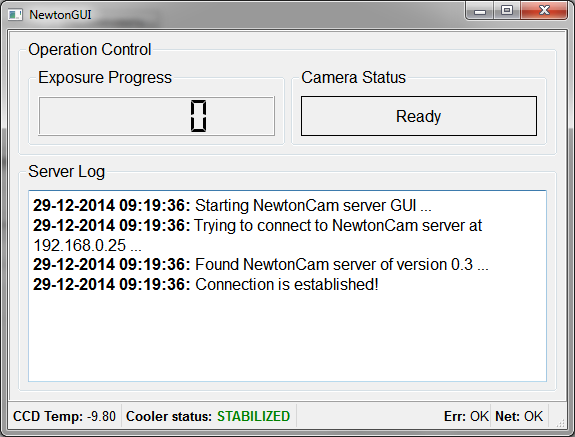 NewtonGUI
Operation Control
Exposure Progress
Camera Status
0
Ready
Server Log
29-12-2014 09:19:36: Starting NewtonCam server GUI ...
29-12-2014 09:19:36: Trying to connect to NewtonCam server at
192.168.0.25 ...
29-12-2014 09:19:36: Found NewtonCam server of version 0.3 ...
29-12-2014 09:19:36: Connection is established!
CCD Temp: -9.80 Cooler status: STABILIZED Err: OK Net: OK